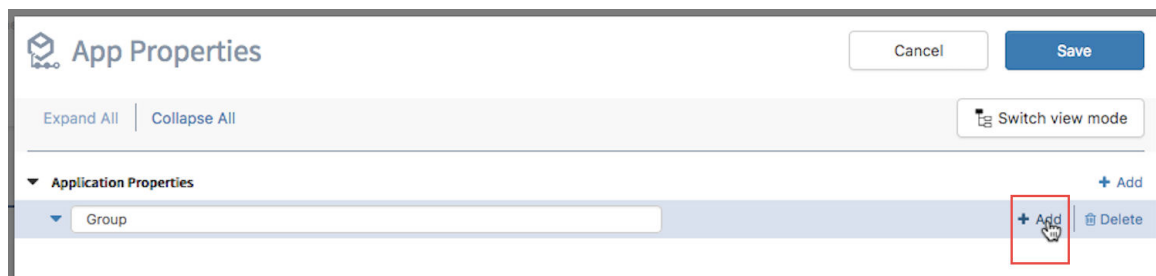 App Properties
Cancel
Save
Expand All
Collapse All
Switch view mode
Application Properties
+ Add
Group
+ Add
Delete